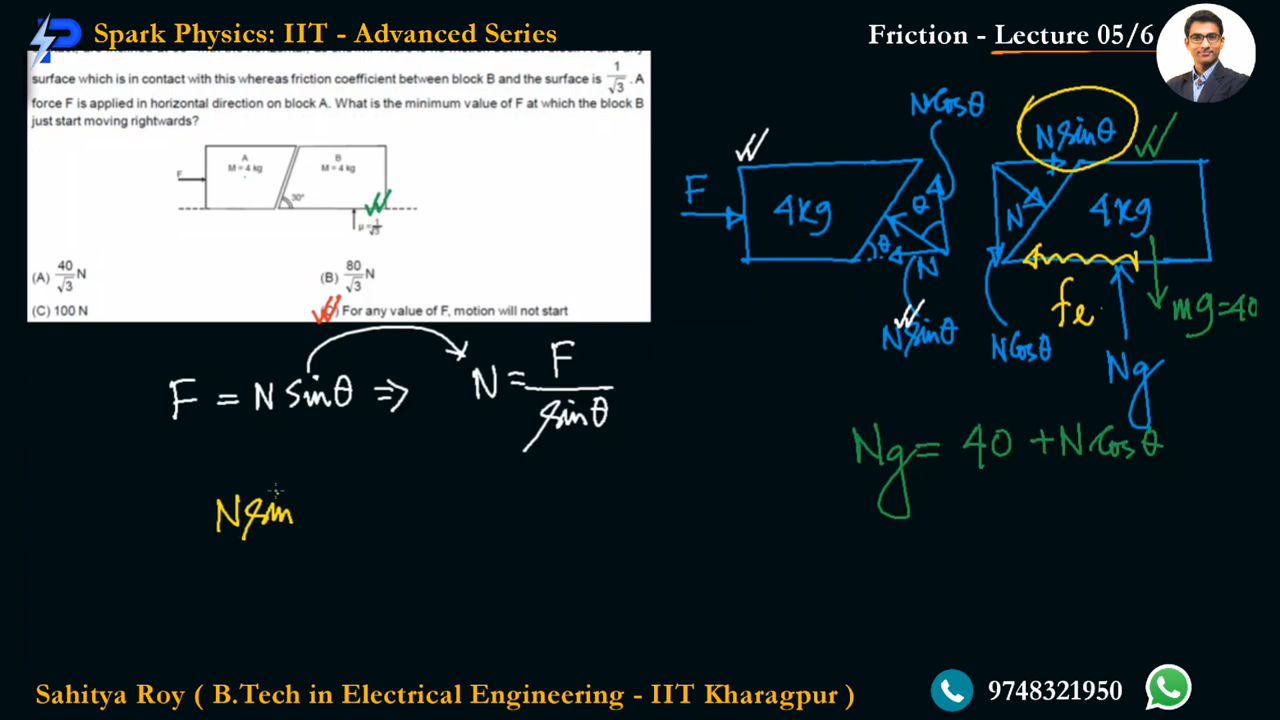 Spark Physics: IIT - Advanced Series
Friction - Lecture 05/6
surface which is in contact with this whereas friction coefficient between block B and the surface is 1/√3. A
force F is applied in horizontal direction on block A. What is the minimum value of F at which the block B
just start moving rightwards?
A
M = 4 kg
B
M = 4 kg
F
30°
μ = 1/√3
(A) 40/√3 N
(B) 80/√3 N
(C) 100 N
For any value of F, motion will not start
F
4kg
θ
θ
N
N cosθ
N sinθ
N sinθ
N
4kg
N cosθ
fe
Ng
mg = 40
F = N sinθ ⇒ N = F/sinθ
Ng = 40 + N cosθ
N sin
Sahitya Roy ( B.Tech in Electrical Engineering - IIT Kharagpur )
9748321950